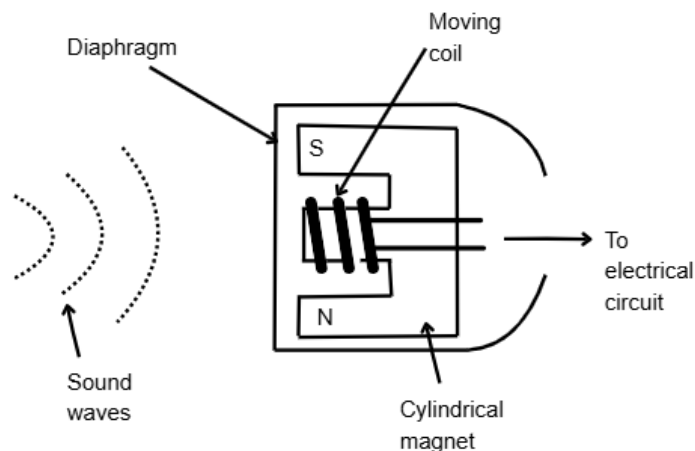 Moving
coil
Diaphragm
S
N
To
electrical
circuit
Sound
waves
Cylindrical
magnet